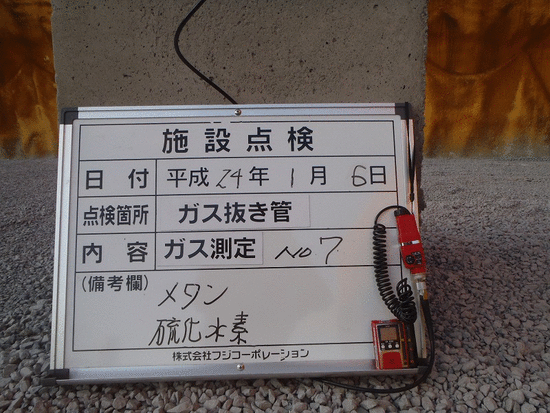 施設点検
日付 平成24年1月6日
点検箇所 ガス抜き管
内容 ガス測定 No7
(備考欄) メタン
硫化水素
株式会社フジコーポレーション